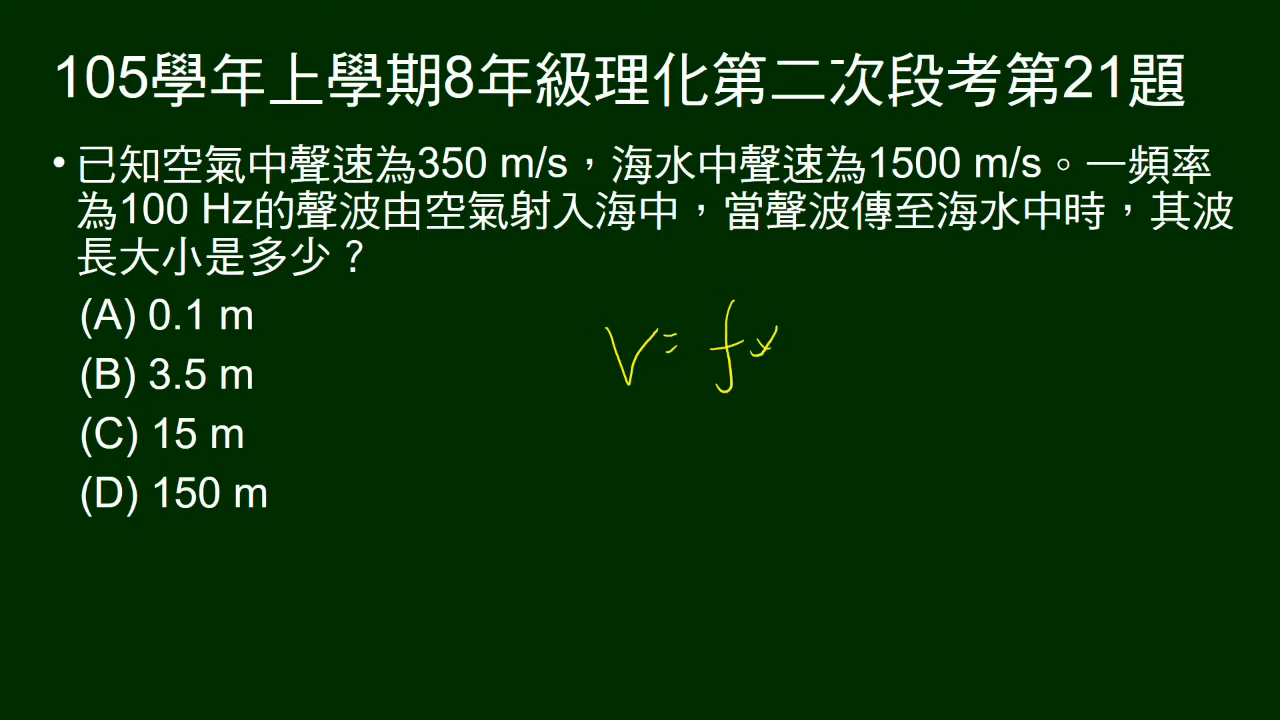 105學年上學期8年級理化第二次段考第21題
• 已知空氣中聲速為350 m/s，海水中聲速為1500 m/s。一頻率
為100 Hz的聲波由空氣射入海中，當聲波傳至海水中時，其波
長大小是多少？
(A) 0.1 m
(B) 3.5 m
(C) 15 m
(D) 150 m
V = f